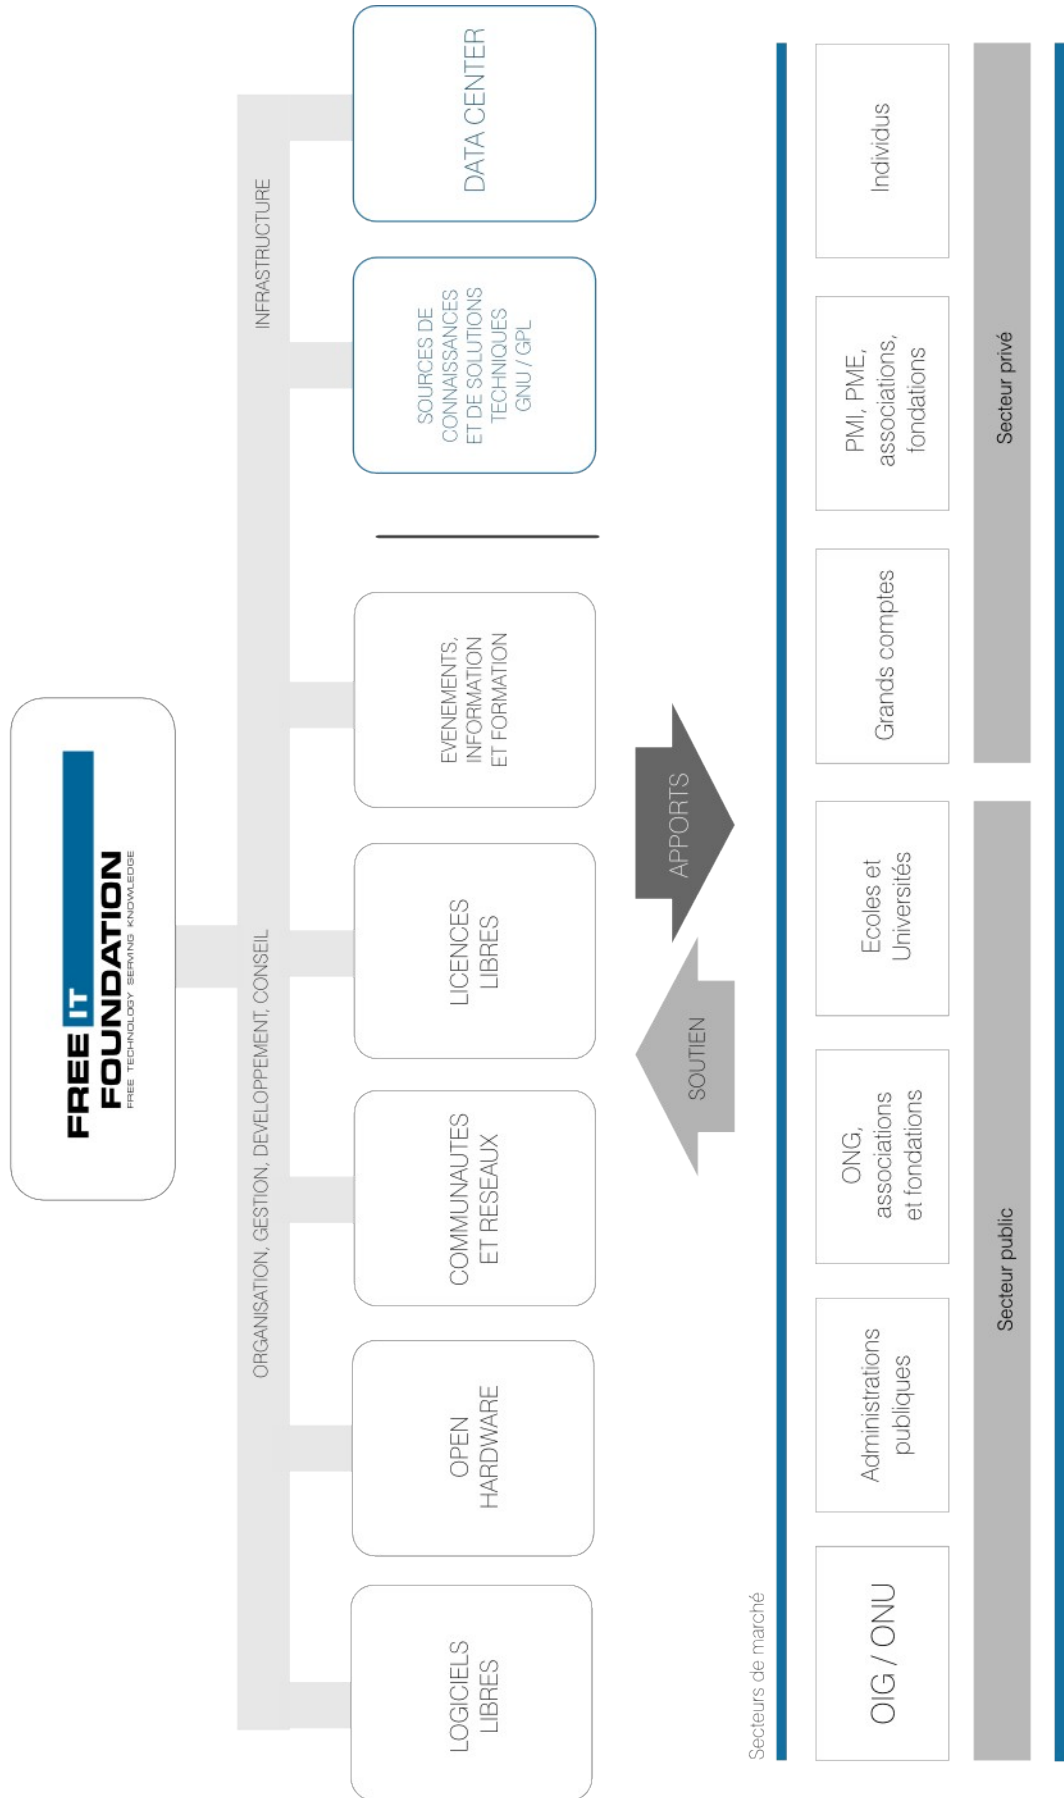 FREE IT
FOUNDATION
FREE TECHNOLOGY SERVING KNOWLEDGE
ORGANISATION, GESTION, DEVELOPPEMENT, CONSEIL
INFRASTRUCTURE
LOGICIELS
LIBRES
OPEN
HARDWARE
COMMUNAUTES
ET RESEAUX
LICENCES
LIBRES
EVENEMENTS,
INFORMATION
ET FORMATION
SOURCES DE
CONNAISSANCES
ET DE SOLUTIONS
TECHNIQUES
GNU / GPL
DATA CENTER
SOUTIEN
APPORTS
Secteurs de marché
OIG / ONU
Administrations
publiques
ONG,
associations
et fondations
Ecoles et
Universités
Grands comptes
PMI, PME,
associations,
fondations
Individus
Secteur public
Secteur privé